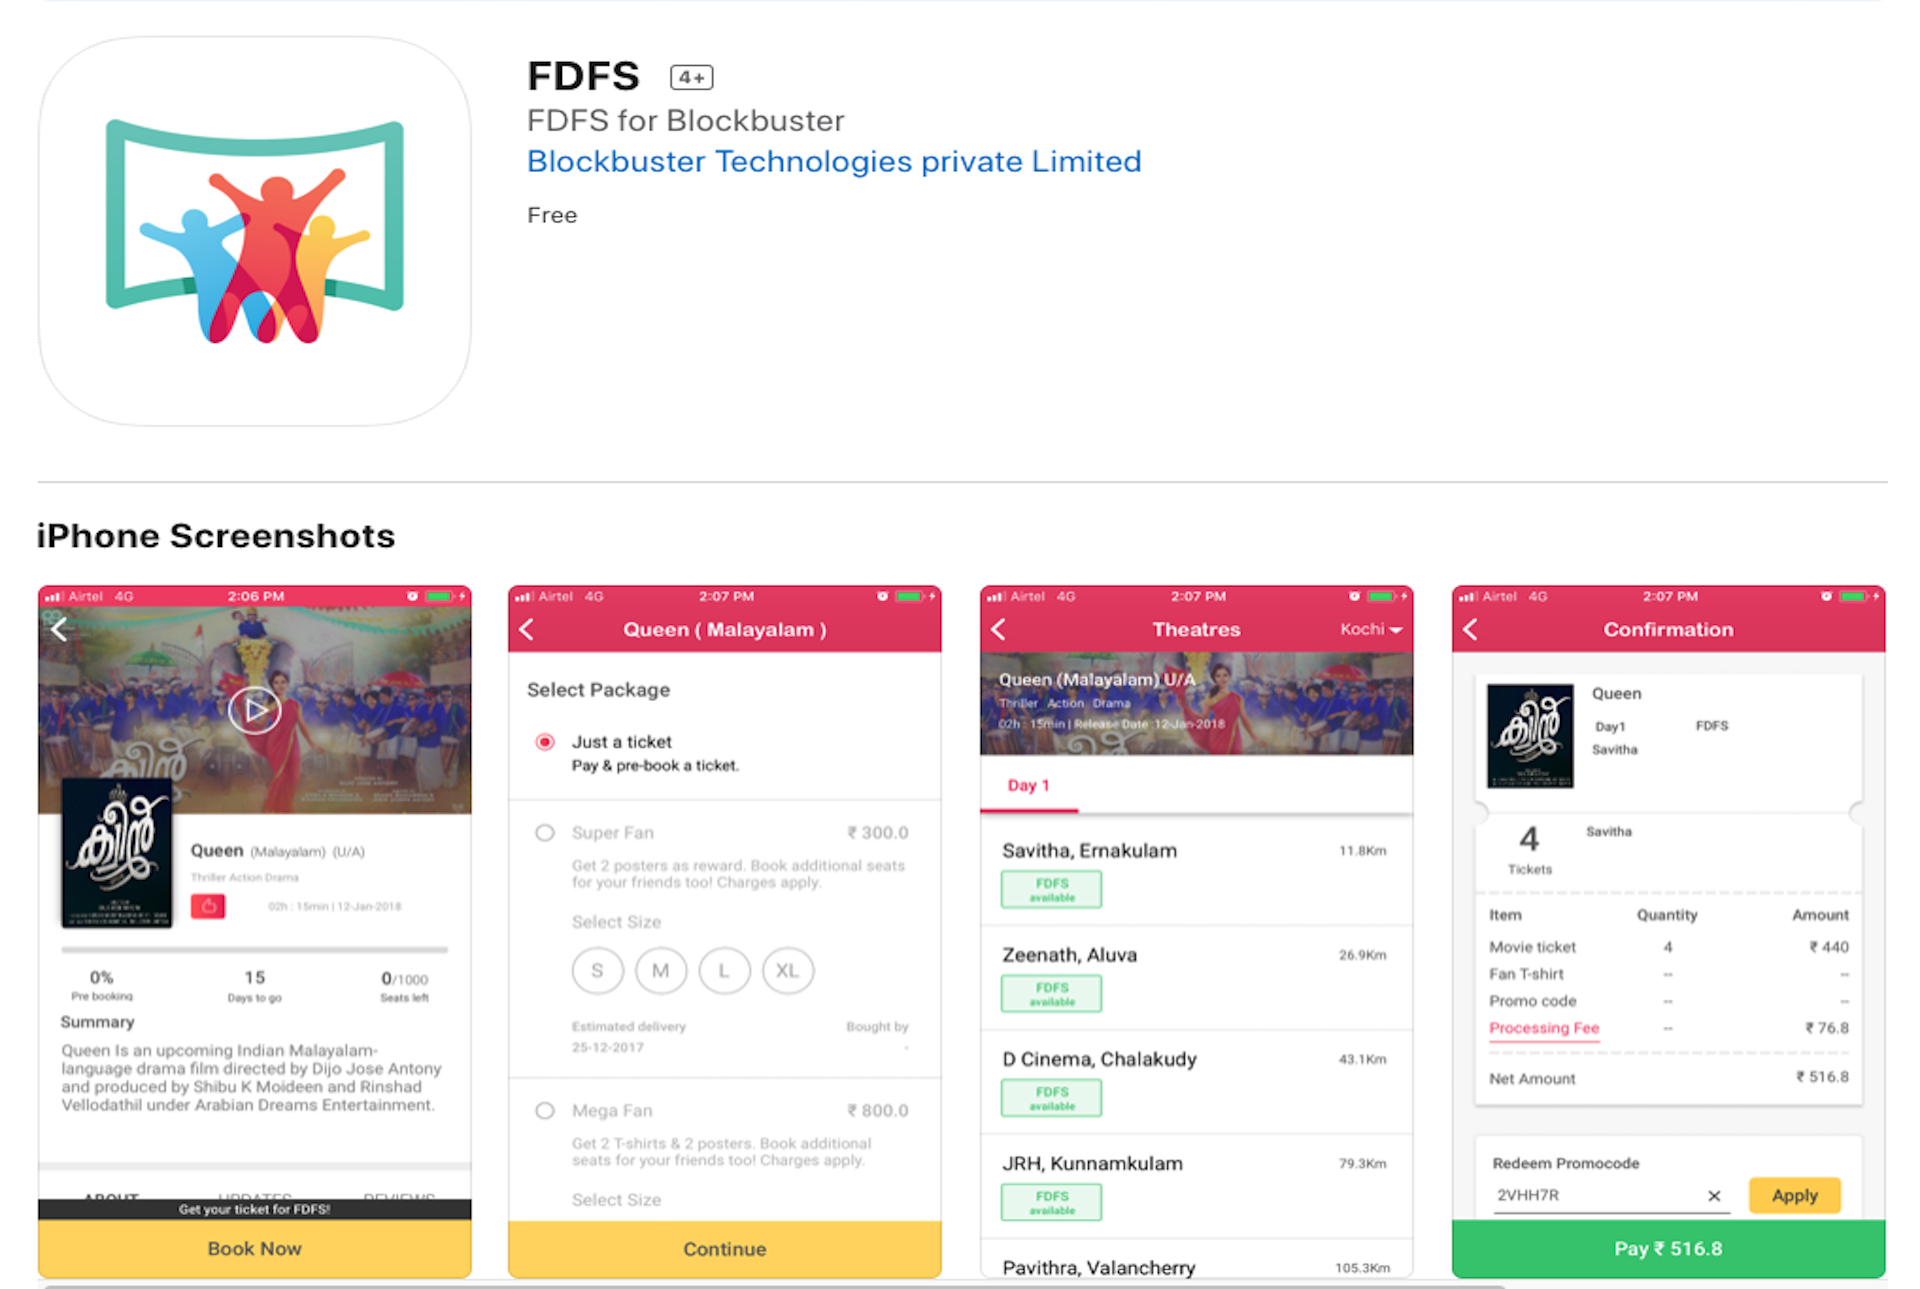 FDFS 4+
FDFS for Blockbuster
Blockbuster Technologies private Limited
Free
iPhone Screenshots
Airtel 4G 2:06 PM
ക്വീൻ
Queen (Malayalam) (U/A)
Thriller Action Drama
02h : 15min | 12-Jan-2018
0% 15 0/1000
Pre booking Days to go Seats left
Summary
Queen Is an upcoming Indian Malayalam-
language drama film directed by Dijo Jose Antony
and produced by Shibu K Moideen and Rinshad
Vellodathil under Arabian Dreams Entertainment.
ABOUT UPDATES REVIEWS
Get your ticket for FDFS!
Book Now
Airtel 4G 2:07 PM
Queen ( Malayalam )
Select Package
Just a ticket
Pay & pre-book a ticket.
Super Fan ₹ 300.0
Get 2 posters as reward. Book additional seats
for your friends too! Charges apply.
Select Size
S M L XL
Estimated delivery Bought by
25-12-2017 -
Mega Fan ₹ 800.0
Get 2 T-shirts & 2 posters. Book additional
seats for your friends too! Charges apply.
Select Size
Continue
Airtel 4G 2:07 PM
Theatres Kochi
Queen (Malayalam) U/A
Thriller Action Drama
02h : 15min | Release Date :12-Jan-2018
Day 1
Savitha, Ernakulam 11.8Km
FDFS
available
Zeenath, Aluva 26.9Km
FDFS
available
D Cinema, Chalakudy 43.1Km
FDFS
available
JRH, Kunnamkulam 79.3Km
FDFS
available
Pavithra, Valancherry 105.3Km
Airtel 4G 2:07 PM
Confirmation
ക്വീൻ
Queen
Day1 FDFS
Savitha
4 Savitha
Tickets
Item Quantity Amount
Movie ticket 4 ₹ 440
Fan T-shirt -- --
Promo code -- --
Processing Fee -- ₹ 76.8
Net Amount ₹ 516.8
Redeem Promocode
2VHH7R × Apply
Pay ₹ 516.8